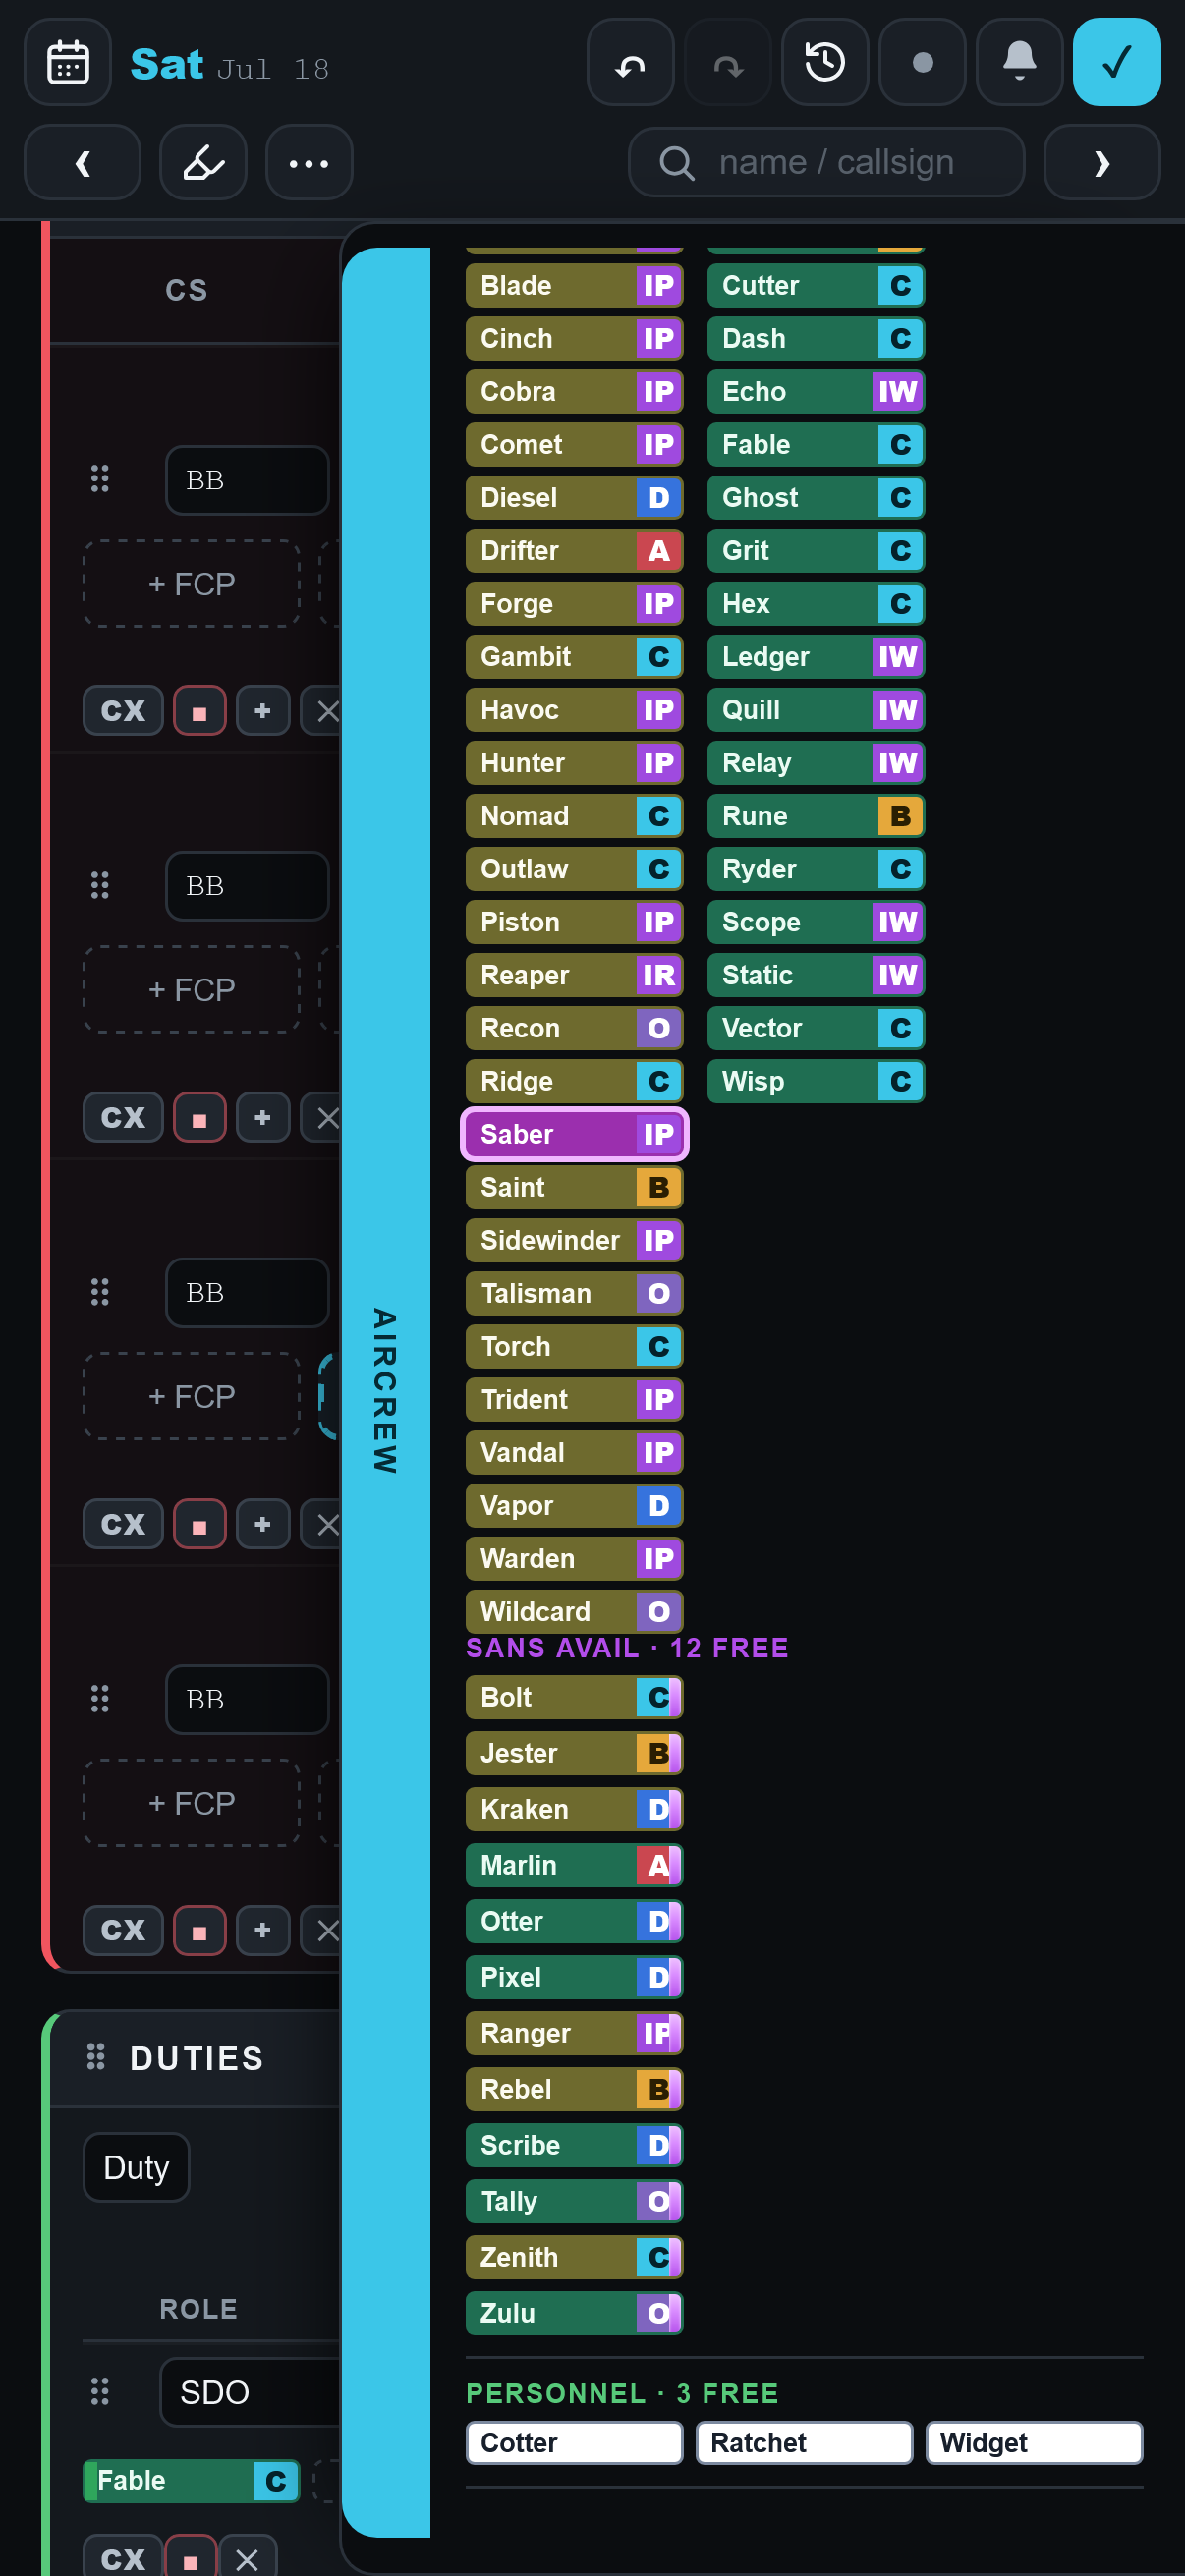 Sat Jul 18
name / callsign
CS
BB
+ FCP
CX
BB
+ FCP
CX
BB
+ FCP
CX
BB
+ FCP
CX
DUTIES
Duty
ROLE
SDO
Fable C
CX
AIRCREW
Blade IP
Cinch IP
Cobra IP
Comet IP
Diesel D
Drifter A
Forge IP
Gambit C
Havoc IP
Hunter IP
Nomad C
Outlaw C
Piston IP
Reaper IR
Recon O
Ridge C
Saber IP
Saint B
Sidewinder IP
Talisman O
Torch C
Trident IP
Vandal IP
Vapor D
Warden IP
Wildcard O
Cutter C
Dash C
Echo IW
Fable C
Ghost C
Grit C
Hex C
Ledger IW
Quill IW
Relay IW
Rune B
Ryder C
Scope IW
Static IW
Vector C
Wisp C
SANS AVAIL · 12 FREE
Bolt C
Jester B
Kraken D
Marlin A
Otter D
Pixel D
Ranger IP
Rebel B
Scribe D
Tally O
Zenith C
Zulu O
PERSONNEL · 3 FREE
Cotter
Ratchet
Widget